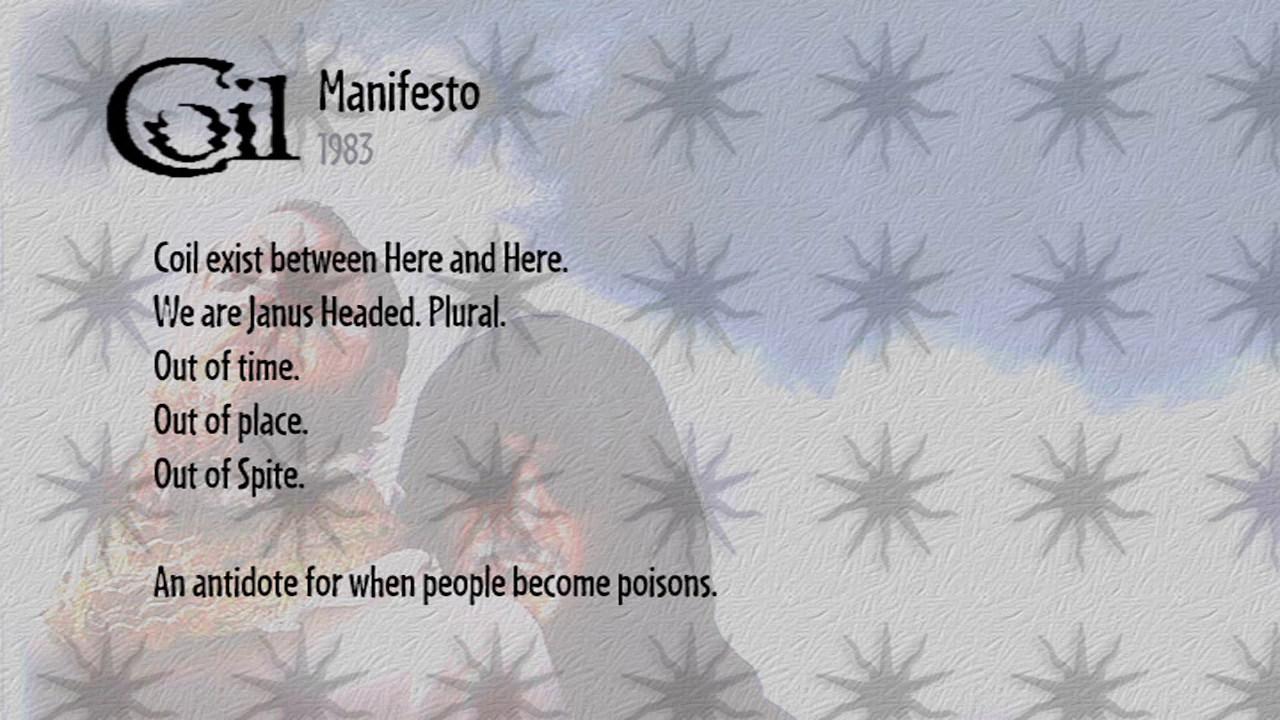 Coil
Manifesto
1983
Coil exist between Here and Here.
We are Janus Headed. Plural.
Out of time.
Out of place.
Out of Spite.
An antidote for when people become poisons.